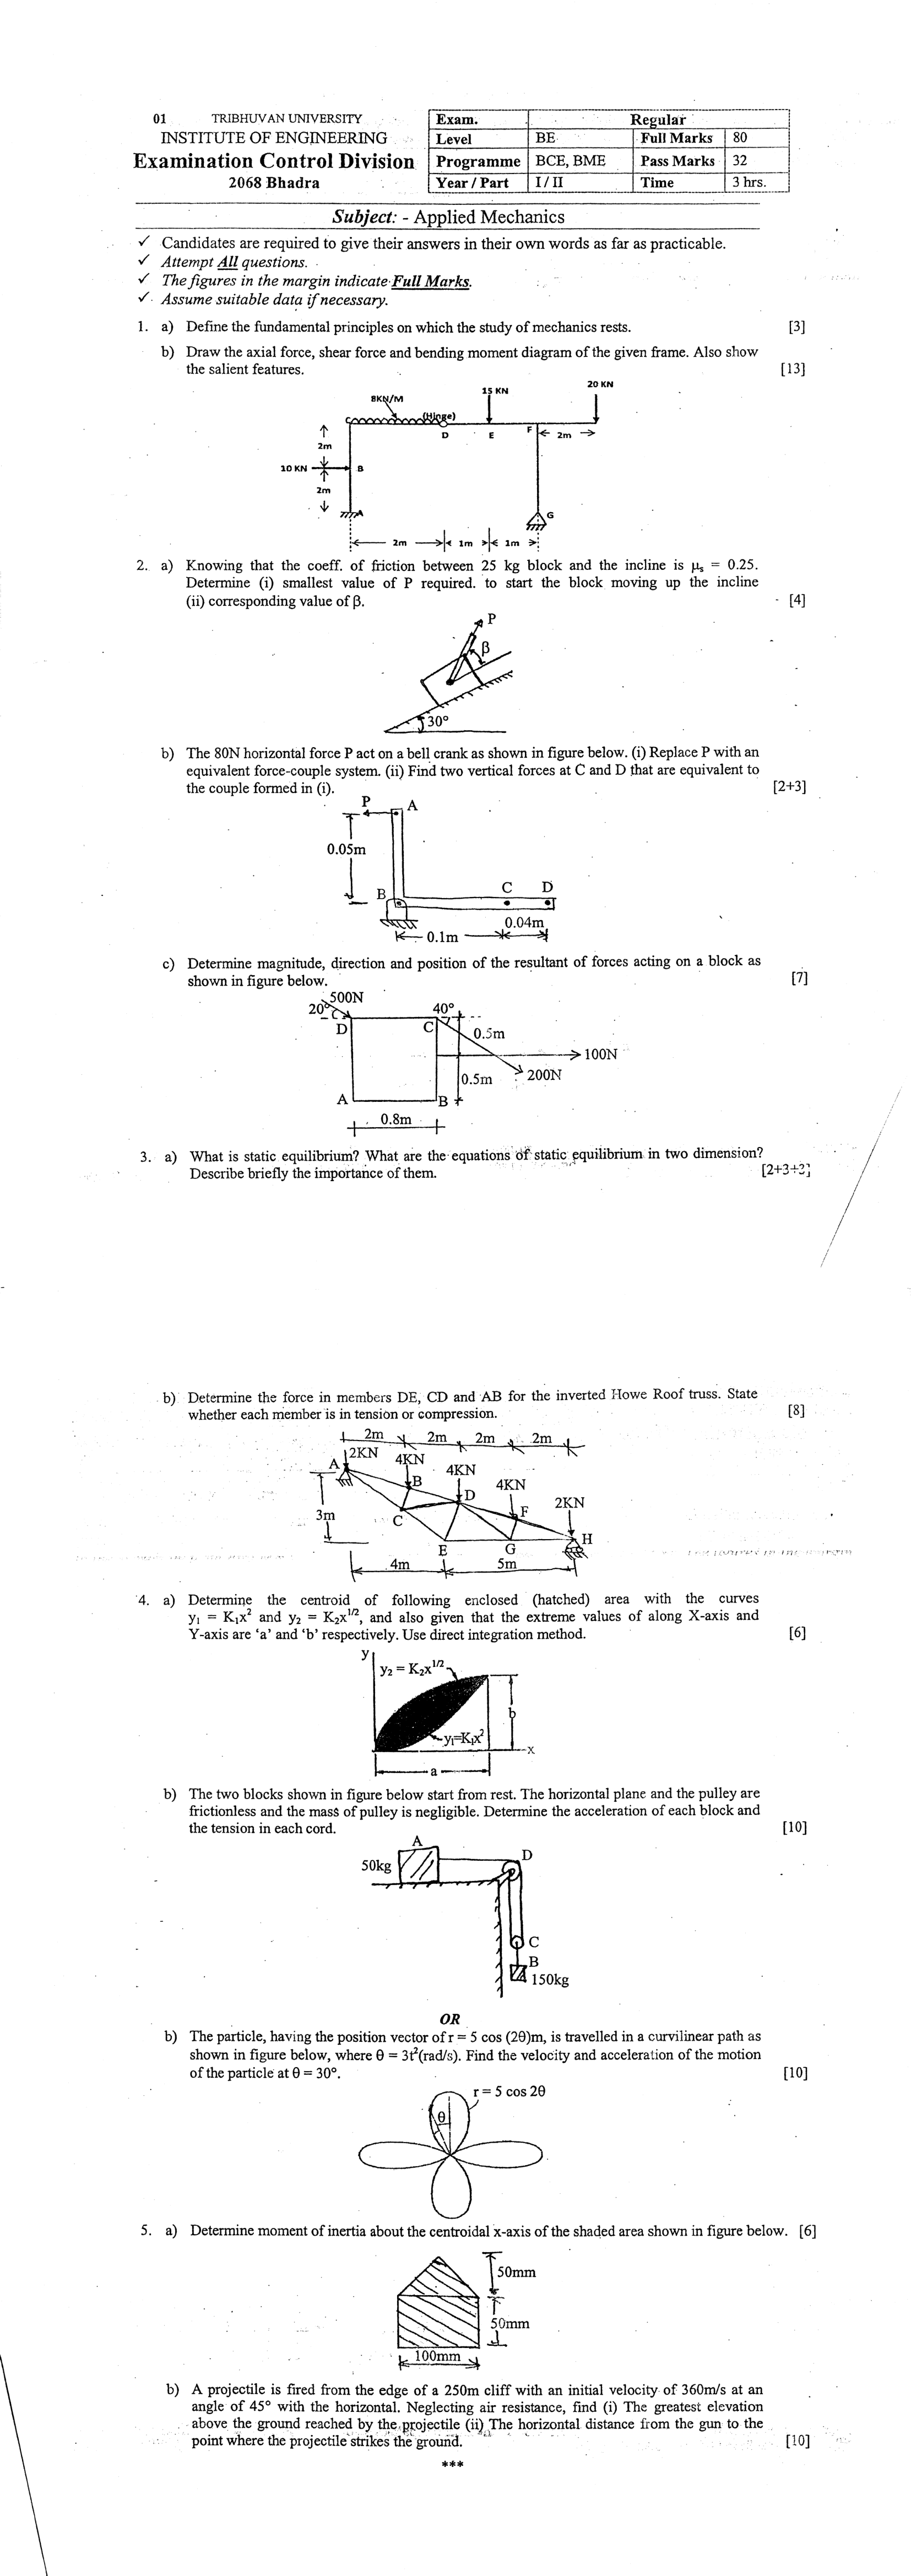 01 TRIBHUVAN UNIVERSITY
INSTITUTE OF ENGINEERING
Examination Control Division
2068 Bhadra
Exam. Regular
Level BE Full Marks 80
Programme BCE, BME Pass Marks 32
Year / Part I / II Time 3 hrs.
Subject: - Applied Mechanics
✓ Candidates are required to give their answers in their own words as far as practicable.
✓ Attempt All questions.
✓ The figures in the margin indicate Full Marks.
✓ Assume suitable data if necessary.
1. a) Define the fundamental principles on which the study of mechanics rests. [3]
b) Draw the axial force, shear force and bending moment diagram of the given frame. Also show
the salient features. [13]
20 KN
15 KN
8KN/M
(Hinge)
C
D
E
F
2m
2m
10 KN
B
2m
A
G
2m
1m
1m
2. a) Knowing that the coeff. of friction between 25 kg block and the incline is μs = 0.25.
Determine (i) smallest value of P required. to start the block moving up the incline
(ii) corresponding value of β. [4]
P
β
30°
b) The 80N horizontal force P act on a bell crank as shown in figure below. (i) Replace P with an
equivalent force-couple system. (ii) Find two vertical forces at C and D that are equivalent to
the couple formed in (i). [2+3]
P
A
0.05m
B
C
D
0.04m
0.1m
c) Determine magnitude, direction and position of the resultant of forces acting on a block as
shown in figure below. [7]
500N
20°
40°
D
C
0.5m
100N
0.5m
200N
A
B
0.8m
3. a) What is static equilibrium? What are the equations of static equilibrium in two dimension?
Describe briefly the importance of them. [2+3+3]
b) Determine the force in members DE, CD and AB for the inverted Howe Roof truss. State
whether each member is in tension or compression. [8]
2m
2m
2m
2m
2KN
4KN
4KN
4KN
2KN
A
B
D
F
3m
C
H
E
G
4m
5m
4. a) Determine the centroid of following enclosed (hatched) area with the curves
y₁ = K₁x² and y₂ = K₂x^1/2, and also given that the extreme values of along X-axis and
Y-axis are ‘a’ and ‘b’ respectively. Use direct integration method. [6]
y
y₂ = K₂x^1/2
b
y₁=K₁x²
x
a
b) The two blocks shown in figure below start from rest. The horizontal plane and the pulley are
frictionless and the mass of pulley is negligible. Determine the acceleration of each block and
the tension in each cord. [10]
A
50kg
D
C
B
150kg
OR
b) The particle, having the position vector of r = 5 cos (2θ)m, is travelled in a curvilinear path as
shown in figure below, where θ = 3t²(rad/s). Find the velocity and acceleration of the motion
of the particle at θ = 30°. [10]
r = 5 cos 2θ
θ
5. a) Determine moment of inertia about the centroidal x-axis of the shaded area shown in figure below. [6]
50mm
50mm
100mm
b) A projectile is fired from the edge of a 250m cliff with an initial velocity of 360m/s at an
angle of 45° with the horizontal. Neglecting air resistance, find (i) The greatest elevation
above the ground reached by the projectile (ii) The horizontal distance from the gun to the
point where the projectile strikes the ground. [10]
***